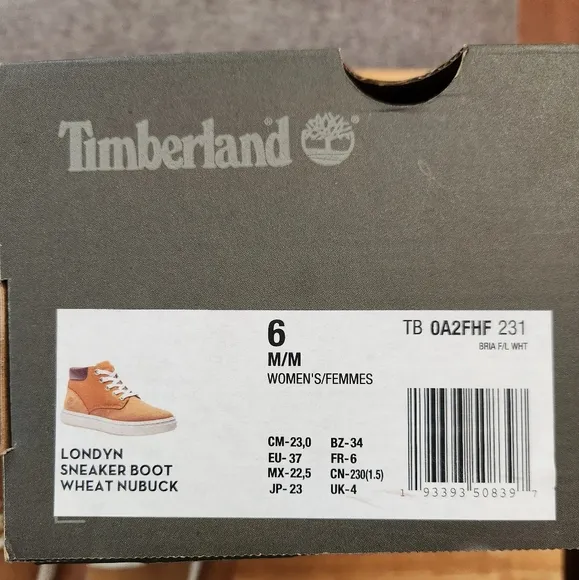 Timberland®
6
TB 0A2FHF 231
BRIA F/L WHT
M/M
WOMEN'S/FEMMES
LONDYN
SNEAKER BOOT
WHEAT NUBUCK
CM-23,0 BZ-34
EU-37 FR-6
MX-22,5 CN-230(1.5)
JP-23 UK-4
1 93393 50839 7